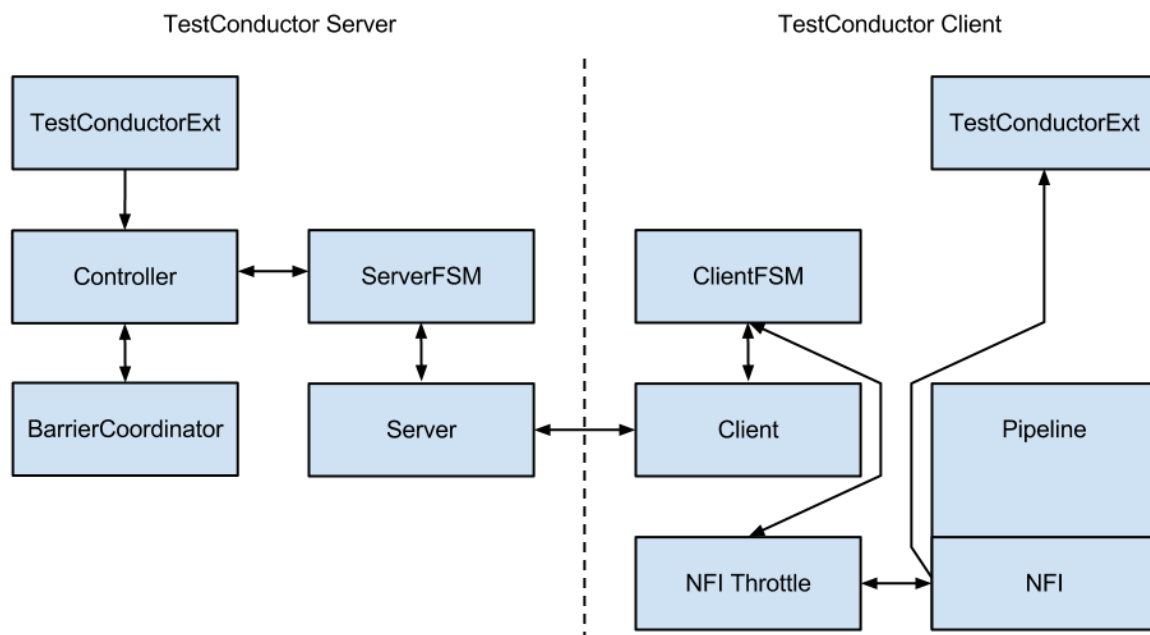 TestConductor Server
TestConductor Client
TestConductorExt
TestConductorExt
Controller
ServerFSM
ClientFSM
BarrierCoordinator
Server
Client
Pipeline
NFI Throttle
NFI